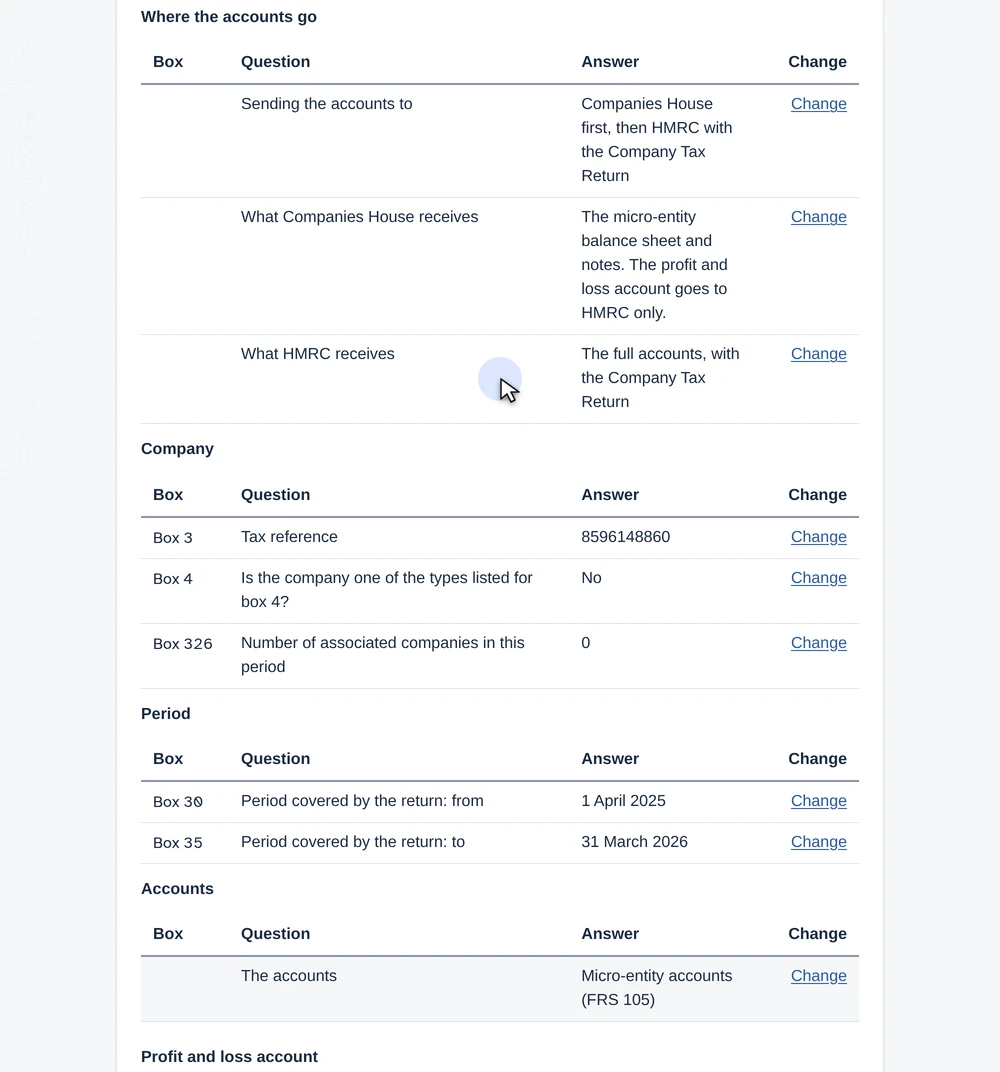 Where the accounts go
Box Question Answer Change
Sending the accounts to Companies House Change
first, then HMRC with
the Company Tax
Return
What Companies House receives The micro-entity Change
balance sheet and
notes. The profit and
loss account goes to
HMRC only.
What HMRC receives The full accounts, with Change
the Company Tax
Return
Company
Box Question Answer Change
Box 3 Tax reference 8596148860 Change
Box 4 Is the company one of the types listed for No Change
box 4?
Box 326 Number of associated companies in this 0 Change
period
Period
Box Question Answer Change
Box 30 Period covered by the return: from 1 April 2025 Change
Box 35 Period covered by the return: to 31 March 2026 Change
Accounts
Box Question Answer Change
The accounts Micro-entity accounts Change
(FRS 105)
Profit and loss account